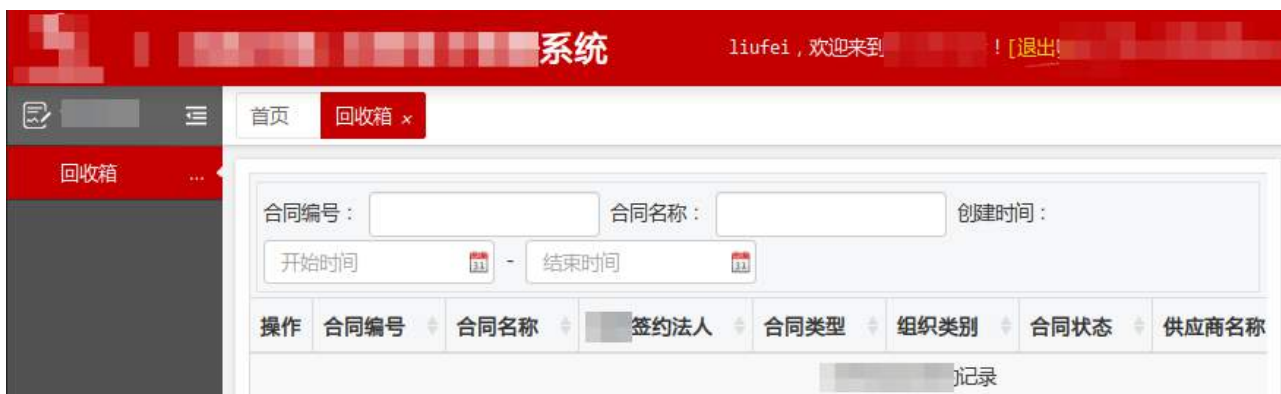 系统
liufei，欢迎来到 ！[退出]
首页 回收箱 ×
回收箱 ...
合同编号： 合同名称： 创建时间：
开始时间 - 结束时间
操作 合同编号 合同名称 签约法人 合同类型 组织类别 合同状态 供应商名称
记录